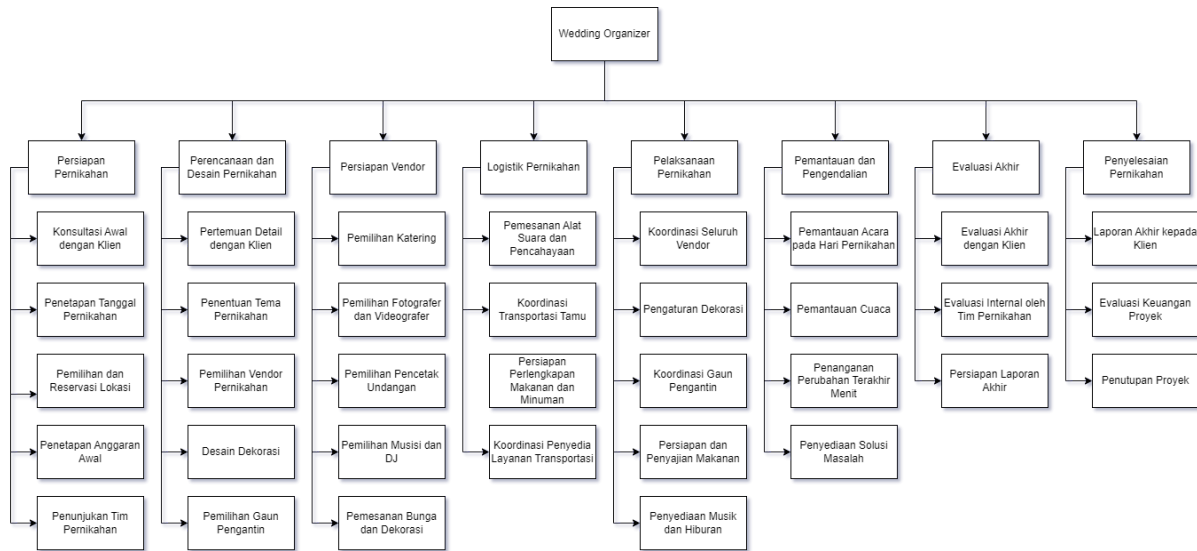 Wedding Organizer
Persiapan
Pernikahan
Perencanaan dan
Desain Pernikahan
Persiapan Vendor
Logistik Pernikahan
Pelaksanaan
Pernikahan
Pemantauan dan
Pengendalian
Evaluasi Akhir
Penyelesaian
Pernikahan
Konsultasi Awal
dengan Klien
Pertemuan Detail
dengan Klien
Pemilihan Katering
Pemesanan Alat
Suara dan
Pencahayaan
Koordinasi Seluruh
Vendor
Pemantauan Acara
pada Hari Pernikahan
Evaluasi Akhir
dengan Klien
Laporan Akhir kepada
Klien
Penetapan Tanggal
Pernikahan
Penentuan Tema
Pernikahan
Pemilihan Fotografer
dan Videografer
Koordinasi
Transportasi Tamu
Pengaturan Dekorasi
Pemantauan Cuaca
Evaluasi Internal oleh
Tim Pernikahan
Evaluasi Keuangan
Proyek
Pemilihan dan
Reservasi Lokasi
Pemilihan Vendor
Pernikahan
Pemilihan Pencetak
Undangan
Persiapan
Perlengkapan
Makanan dan
Minuman
Koordinasi Gaun
Pengantin
Penanganan
Perubahan Terakhir
Menit
Persiapan Laporan
Akhir
Penutupan Proyek
Penetapan Anggaran
Awal
Desain Dekorasi
Pemilihan Musisi dan
DJ
Koordinasi Penyedia
Layanan Transportasi
Persiapan dan
Penyajian Makanan
Penyediaan Solusi
Masalah
Penunjukan Tim
Pernikahan
Pemilihan Gaun
Pengantin
Pemesanan Bunga
dan Dekorasi
Penyediaan Musik
dan Hiburan